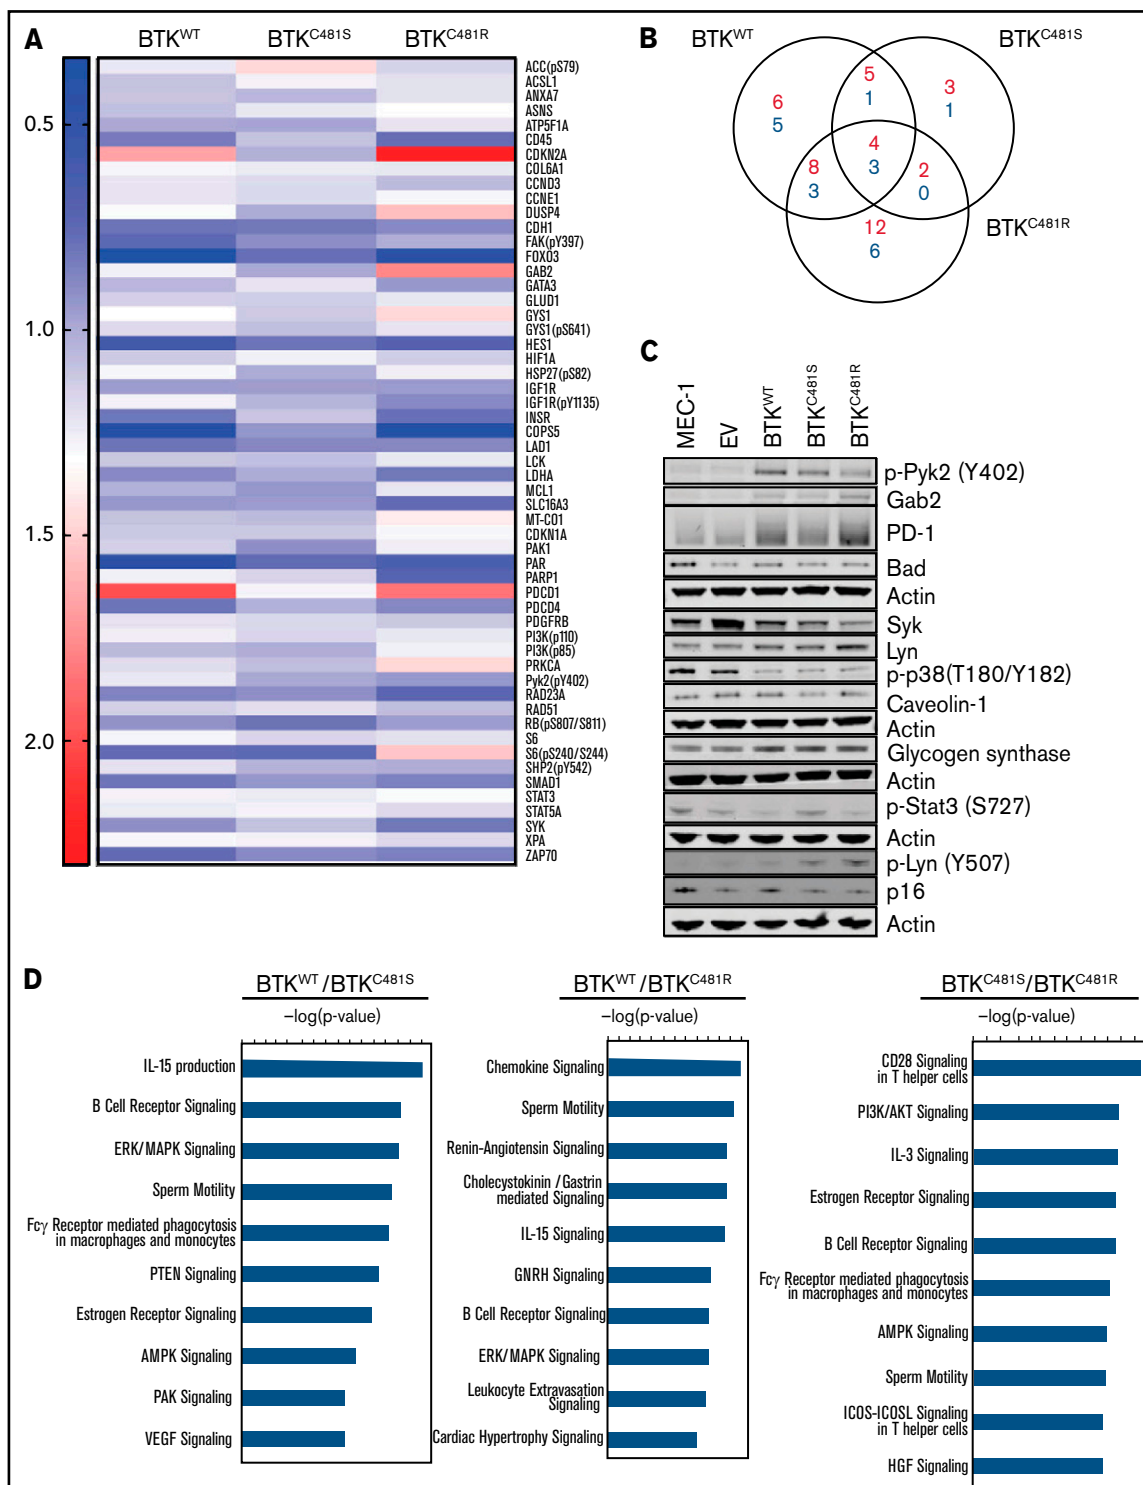 A
BTK^WT BTK^C481S BTK^C481R
0.5
1.0
1.5
2.0
ACC(pS79)
ACSL1
ANXA7
ASNS
ATP5F1A
CD45
CDKN2A
COL6A1
CCND3
CCNE1
DUSP4
CDH1
FAK(pY397)
FOXO3
GAB2
GATA3
GLUD1
GYS1
GYS1(pS641)
HES1
HIF1A
HSP27(pS82)
IGF1R
IGF1R(pY1135)
INSR
COPS5
LAD1
LCK
LDHA
MCL1
SLC16A3
MT-CO1
CDKN1A
PAK1
PAR
PARP1
PDCD1
PDCD4
PDGFRB
PI3K(p110)
PI3K(p85)
PRKCA
Pyk2(pY402)
RAD23A
RAD51
RB(pS807/S811)
S6
S6(pS240/S244)
SHP2(pY542)
SMAD1
STAT3
STAT5A
SYK
XPA
ZAP70
B
BTK^WT BTK^C481S
5
1
6
5
3
1
4
3
8
3
2
0
12
6
BTK^C481R
C
MEC-1
EV
BTK^WT
BTK^C481S
BTK^C481R
p-Pyk2 (Y402)
Gab2
PD-1
Bad
Actin
Syk
Lyn
p-p38(T180/Y182)
Caveolin-1
Actin
Glycogen synthase
Actin
p-Stat3 (S727)
Actin
p-Lyn (Y507)
p16
Actin
D
BTK^WT/BTK^C481S
–log(p-value)
IL-15 production
B Cell Receptor Signaling
ERK/MAPK Signaling
Sperm Motility
Fcγ Receptor mediated phagocytosis
in macrophages and monocytes
PTEN Signaling
Estrogen Receptor Signaling
AMPK Signaling
PAK Signaling
VEGF Signaling
BTK^WT/BTK^C481R
–log(p-value)
Chemokine Signaling
Sperm Motility
Renin-Angiotensin Signaling
Cholecystokinin /Gastrin
mediated Signaling
IL-15 Signaling
GNRH Signaling
B Cell Receptor Signaling
ERK/MAPK Signaling
Leukocyte Extravasation
Signaling
Cardiac Hypertrophy Signaling
BTK^C481S/BTK^C481R
–log(p-value)
CD28 Signaling
in T helper cells
PI3K/AKT Signaling
IL-3 Signaling
Estrogen Receptor Signaling
B Cell Receptor Signaling
Fcγ Receptor mediated phagocytosis
in macrophages and monocytes
AMPK Signaling
Sperm Motility
ICOS-ICOSL Signaling
in T helper cells
HGF Signaling